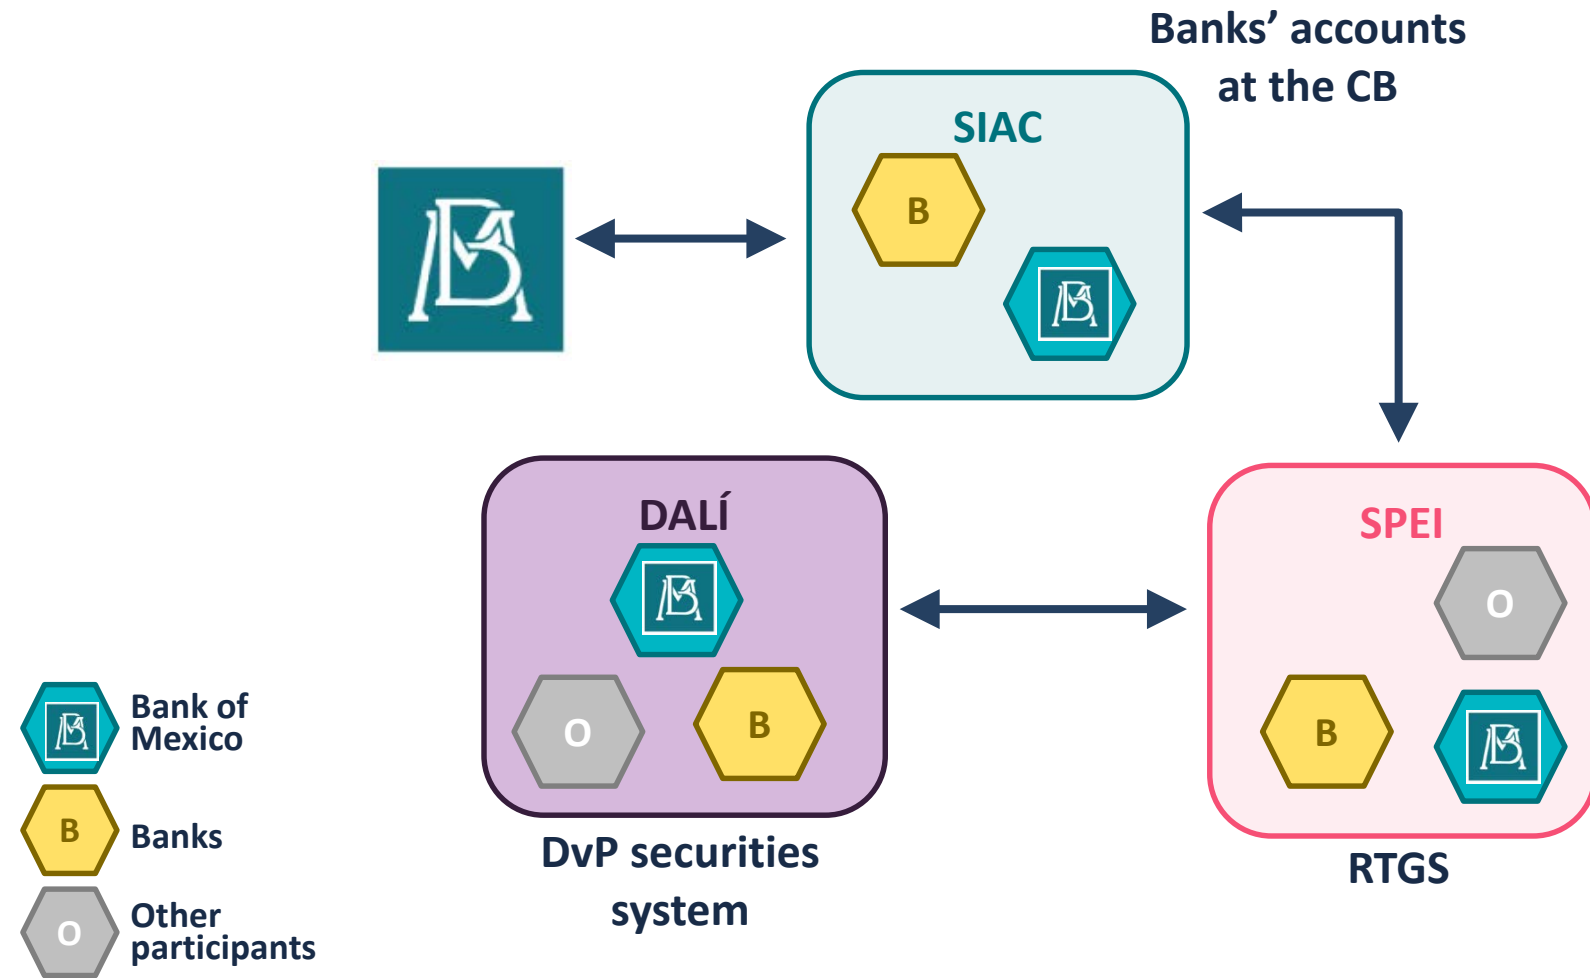 Banks’ accounts
at the CB
SIAC
B
DALÍ
O
B
DvP securities
system
SPEI
O
B
RTGS
Bank of
Mexico
B
Banks
O
Other
participants